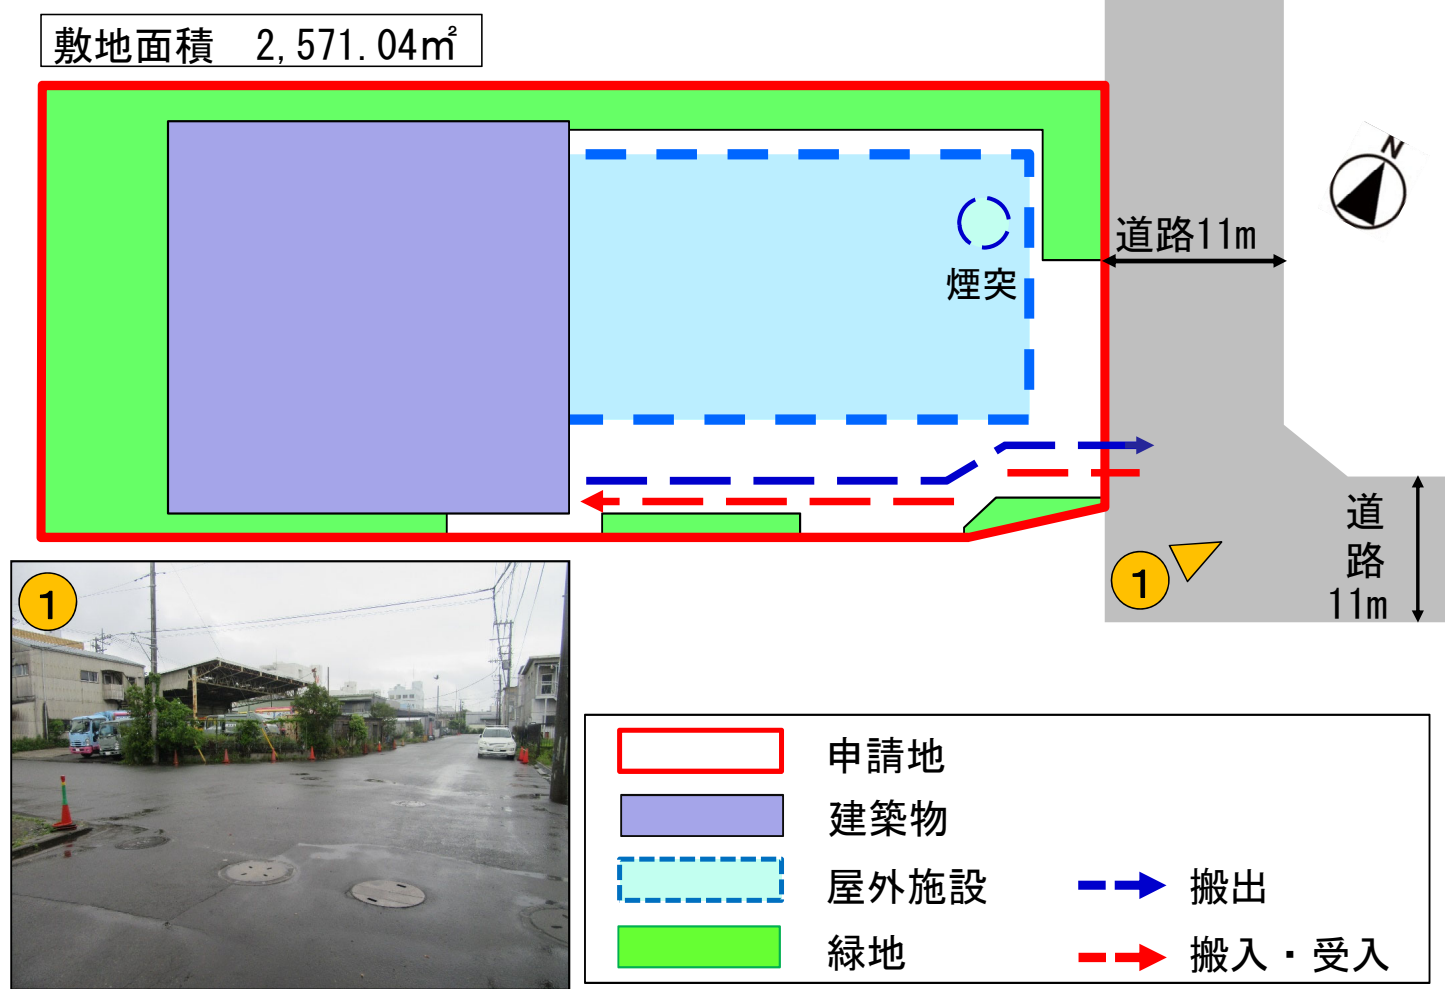 敷地面積　2,571.04㎡
N
道路11m
煙突
道路
11m
1
1
申請地
建築物
屋外施設
搬出
緑地
搬入・受入